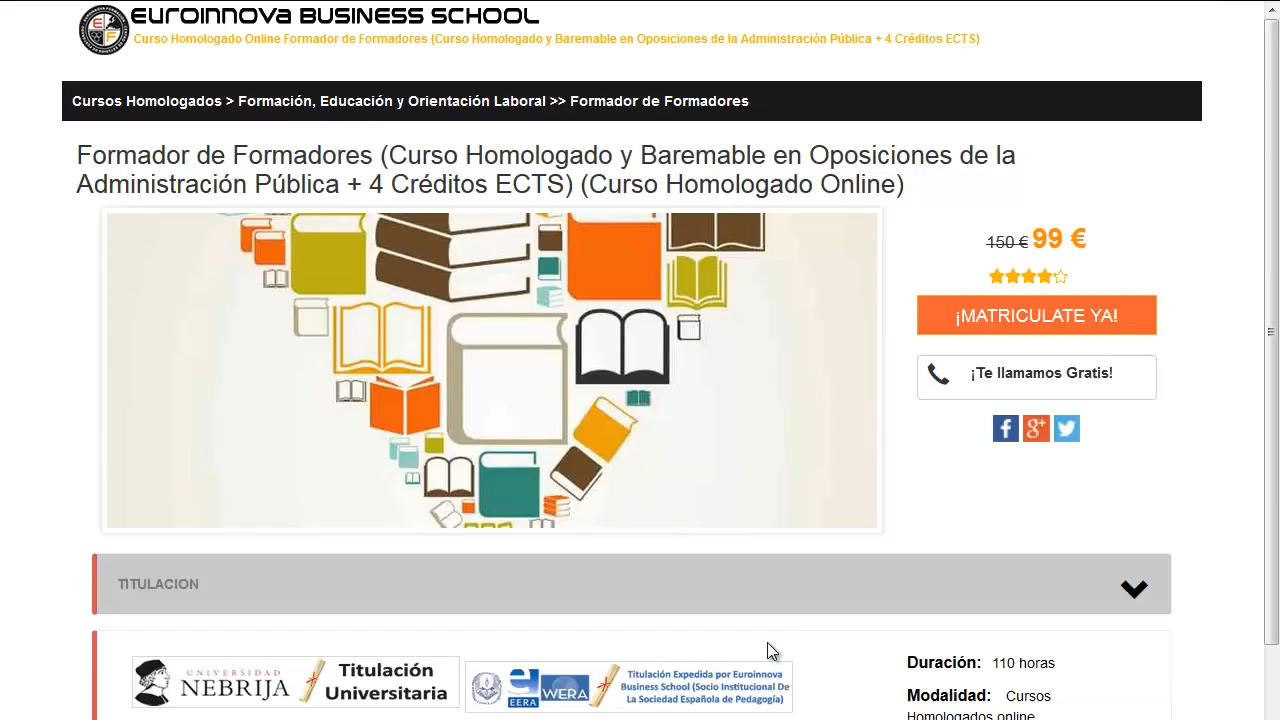 EUROINNOVA BUSINESS SCHOOL
Curso Homologado Online Formador de Formadores (Curso Homologado y Baremable en Oposiciones de la Administración Pública + 4 Créditos ECTS)
Cursos Homologados > Formación, Educación y Orientación Laboral >> Formador de Formadores
Formador de Formadores (Curso Homologado y Baremable en Oposiciones de la
Administración Pública + 4 Créditos ECTS) (Curso Homologado Online)
150 € 99 €
¡MATRICULATE YA!
¡Te llamamos Gratis!
TITULACION
UNIVERSIDAD
NEBRIJA
Titulación
Universitaria
EERA
WERA
Titulación Expedida por Euroinnova
Business School (Socio Institucional De
La Sociedad Española de Pedagogía)
Duración: 110 horas
Modalidad: Cursos
Homologados online